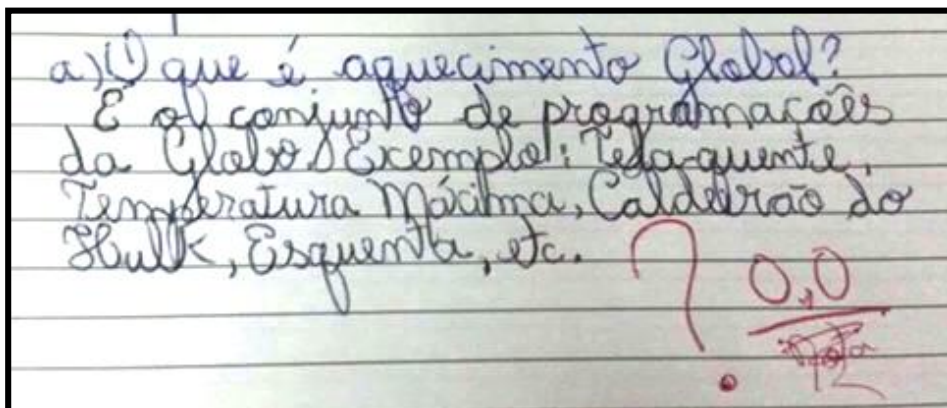 a) O que é aquecimento Global?
É o conjunto de programações
da Globo. Exemplo: Tela quente,
Temperatura Máxima, Caldeirão do
Hulk, Esquenta, etc.
?
0,0
Nota